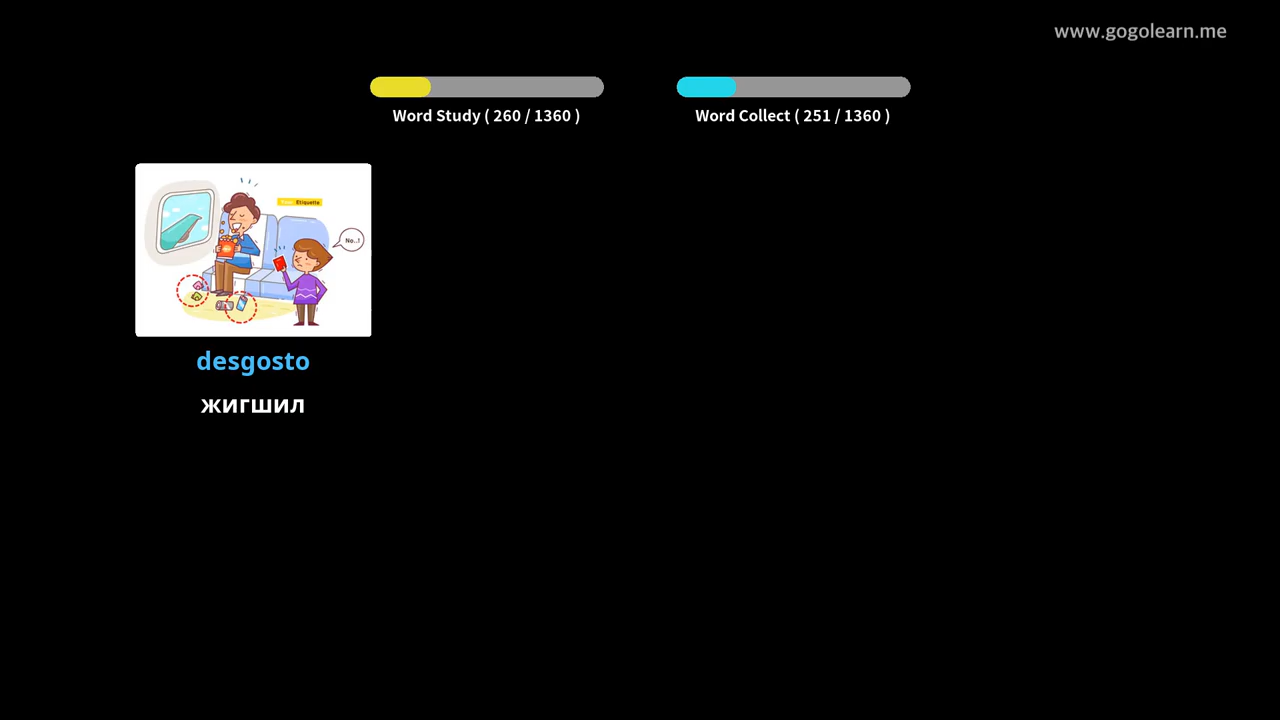 www.gogolearn.me
Word Study ( 260 / 1360 )
Word Collect ( 251 / 1360 )
Etiquette
No..!
desgosto
жигшил